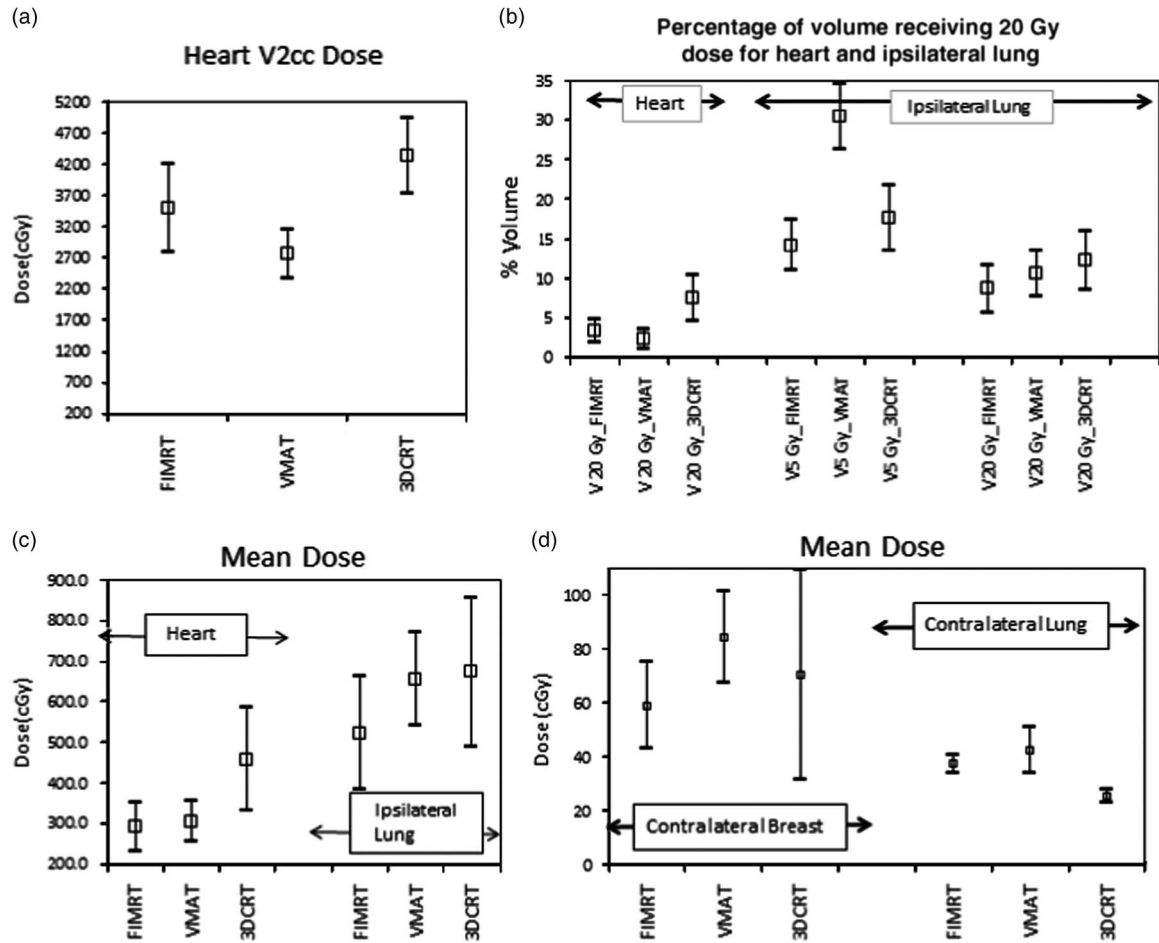 (a)
Heart V2cc Dose
5200
4700
4200
3700
3200
2700
2200
1700
1200
700
200
Dose(cGy)
FIMRT
VMAT
3DCRT
(b)
Percentage of volume receiving 20 Gy
dose for heart and ipsilateral lung
35
30
25
20
15
10
5
0
% Volume
Heart
Ipsilateral Lung
V 20 Gy_FIMRT
V 20 Gy_VMAT
V 20 Gy_3DCRT
V5 Gy_FIMRT
V5 Gy_VMAT
V5 Gy_3DCRT
V20 Gy_FIMRT
V20 Gy_VMAT
V20 Gy_3DCRT
(c)
Mean Dose
900.0
800.0
700.0
600.0
500.0
400.0
300.0
200.0
Dose(cGy)
Heart
Ipsilateral
Lung
FIMRT
VMAT
3DCRT
FIMRT
VMAT
3DCRT
(d)
Mean Dose
100
80
60
40
20
0
Dose (cGy)
Contralateral Lung
Contralateral Breast
FIMRT
VMAT
3DCRT
FIMRT
VMAT
3DCRT